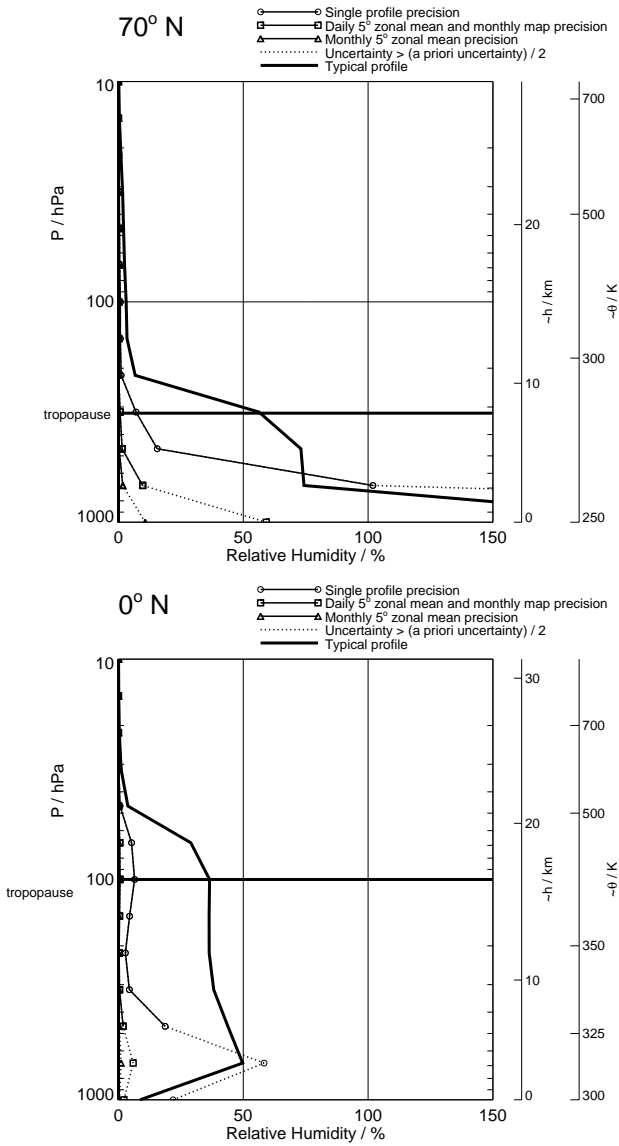 70° N
Single profile precision
Daily 5° zonal mean and monthly map precision
Monthly 5° zonal mean precision
Uncertainty > (a priori uncertainty) / 2
Typical profile
10
100
tropopause
1000
P / hPa
0
50
100
150
Relative Humidity / %
20
10
0
~h / km
700
500
300
250
~θ / K
0° N
Single profile precision
Daily 5° zonal mean and monthly map precision
Monthly 5° zonal mean precision
Uncertainty > (a priori uncertainty) / 2
Typical profile
10
100
tropopause
1000
P / hPa
0
50
100
150
Relative Humidity / %
30
20
10
0
~h / km
700
500
350
325
300
~θ / K